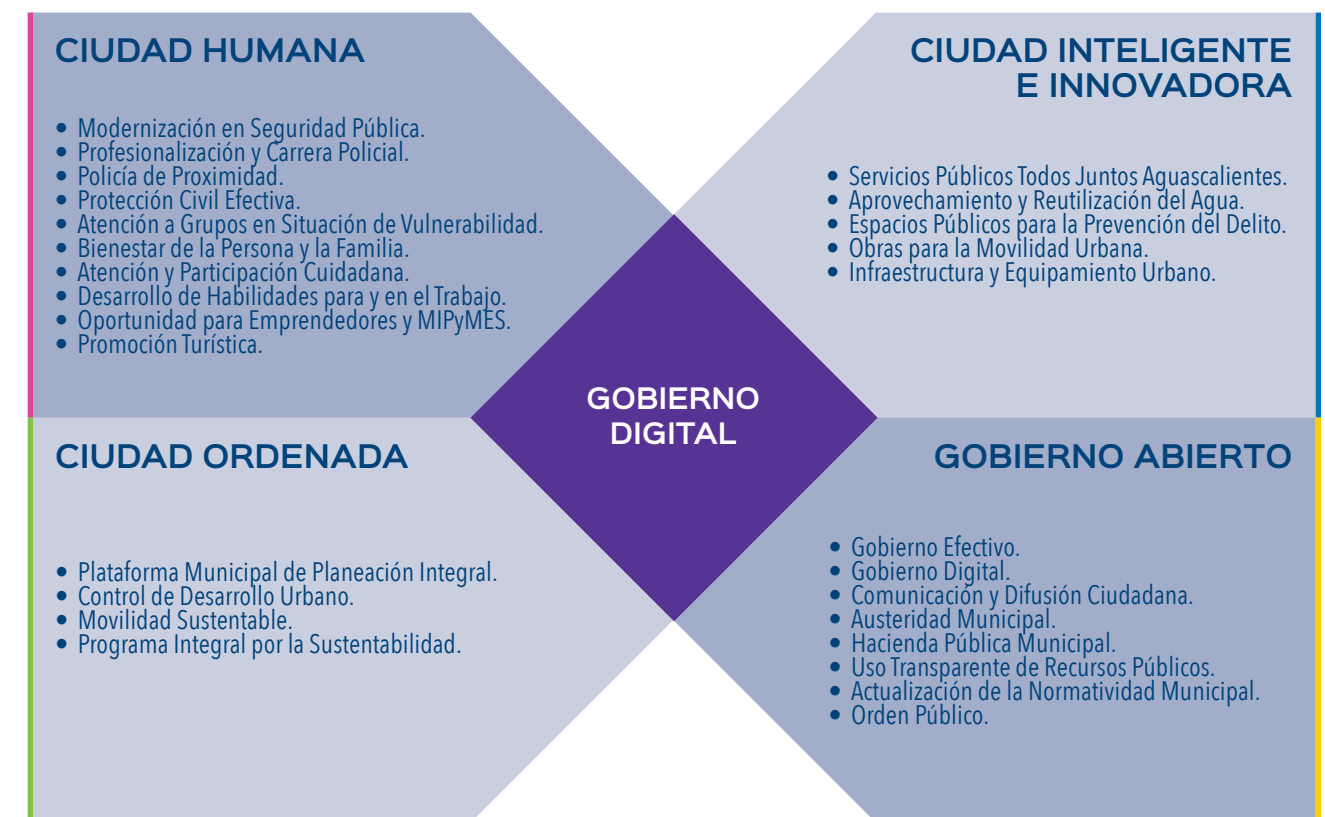 CIUDAD HUMANA
• Modernización en Seguridad Pública.
• Profesionalización y Carrera Policial.
• Policía de Proximidad.
• Protección Civil Efectiva.
• Atención a Grupos en Situación de Vulnerabilidad.
• Bienestar de la Persona y la Familia.
• Atención y Participación Cuidadana.
• Desarrollo de Habilidades para y en el Trabajo.
• Oportunidad para Emprendedores y MIPyMES.
• Promoción Turística.
CIUDAD INTELIGENTE
E INNOVADORA
• Servicios Públicos Todos Juntos Aguascalientes.
• Aprovechamiento y Reutilización del Agua.
• Espacios Públicos para la Prevención del Delito.
• Obras para la Movilidad Urbana.
• Infraestructura y Equipamiento Urbano.
GOBIERNO
DIGITAL
CIUDAD ORDENADA
• Plataforma Municipal de Planeación Integral.
• Control de Desarrollo Urbano.
• Movilidad Sustentable.
• Programa Integral por la Sustentabilidad.
GOBIERNO ABIERTO
• Gobierno Efectivo.
• Gobierno Digital.
• Comunicación y Difusión Ciudadana.
• Austeridad Municipal.
• Hacienda Pública Municipal.
• Uso Transparente de Recursos Públicos.
• Actualización de la Normatividad Municipal.
• Orden Público.